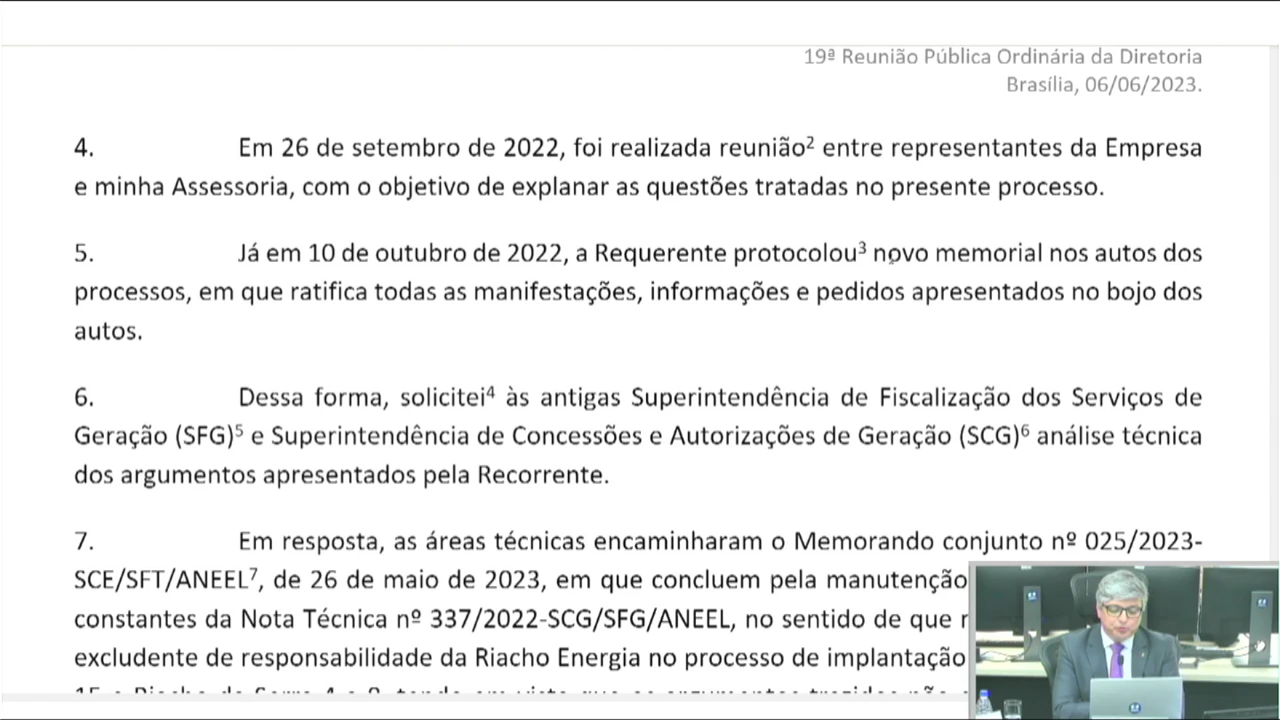 19ª Reunião Pública Ordinária da Diretoria
Brasília, 06/06/2023.
4. Em 26 de setembro de 2022, foi realizada reunião² entre representantes da Empresa
e minha Assessoria, com o objetivo de explanar as questões tratadas no presente processo.
5. Já em 10 de outubro de 2022, a Requerente protocolou³ novo memorial nos autos dos
processos, em que ratifica todas as manifestações, informações e pedidos apresentados no bojo dos
autos.
6. Dessa forma, solicitei⁴ às antigas Superintendência de Fiscalização dos Serviços de
Geração (SFG)⁵ e Superintendência de Concessões e Autorizações de Geração (SCG)⁶ análise técnica
dos argumentos apresentados pela Recorrente.
7. Em resposta, as áreas técnicas encaminharam o Memorando conjunto nº 025/2023-
SCE/SFT/ANEEL⁷, de 26 de maio de 2023, em que concluem pela manutenção
constantes da Nota Técnica nº 337/2022-SCG/SFG/ANEEL, no sentido de que
excludente de responsabilidade da Riacho Energia no processo de implantação